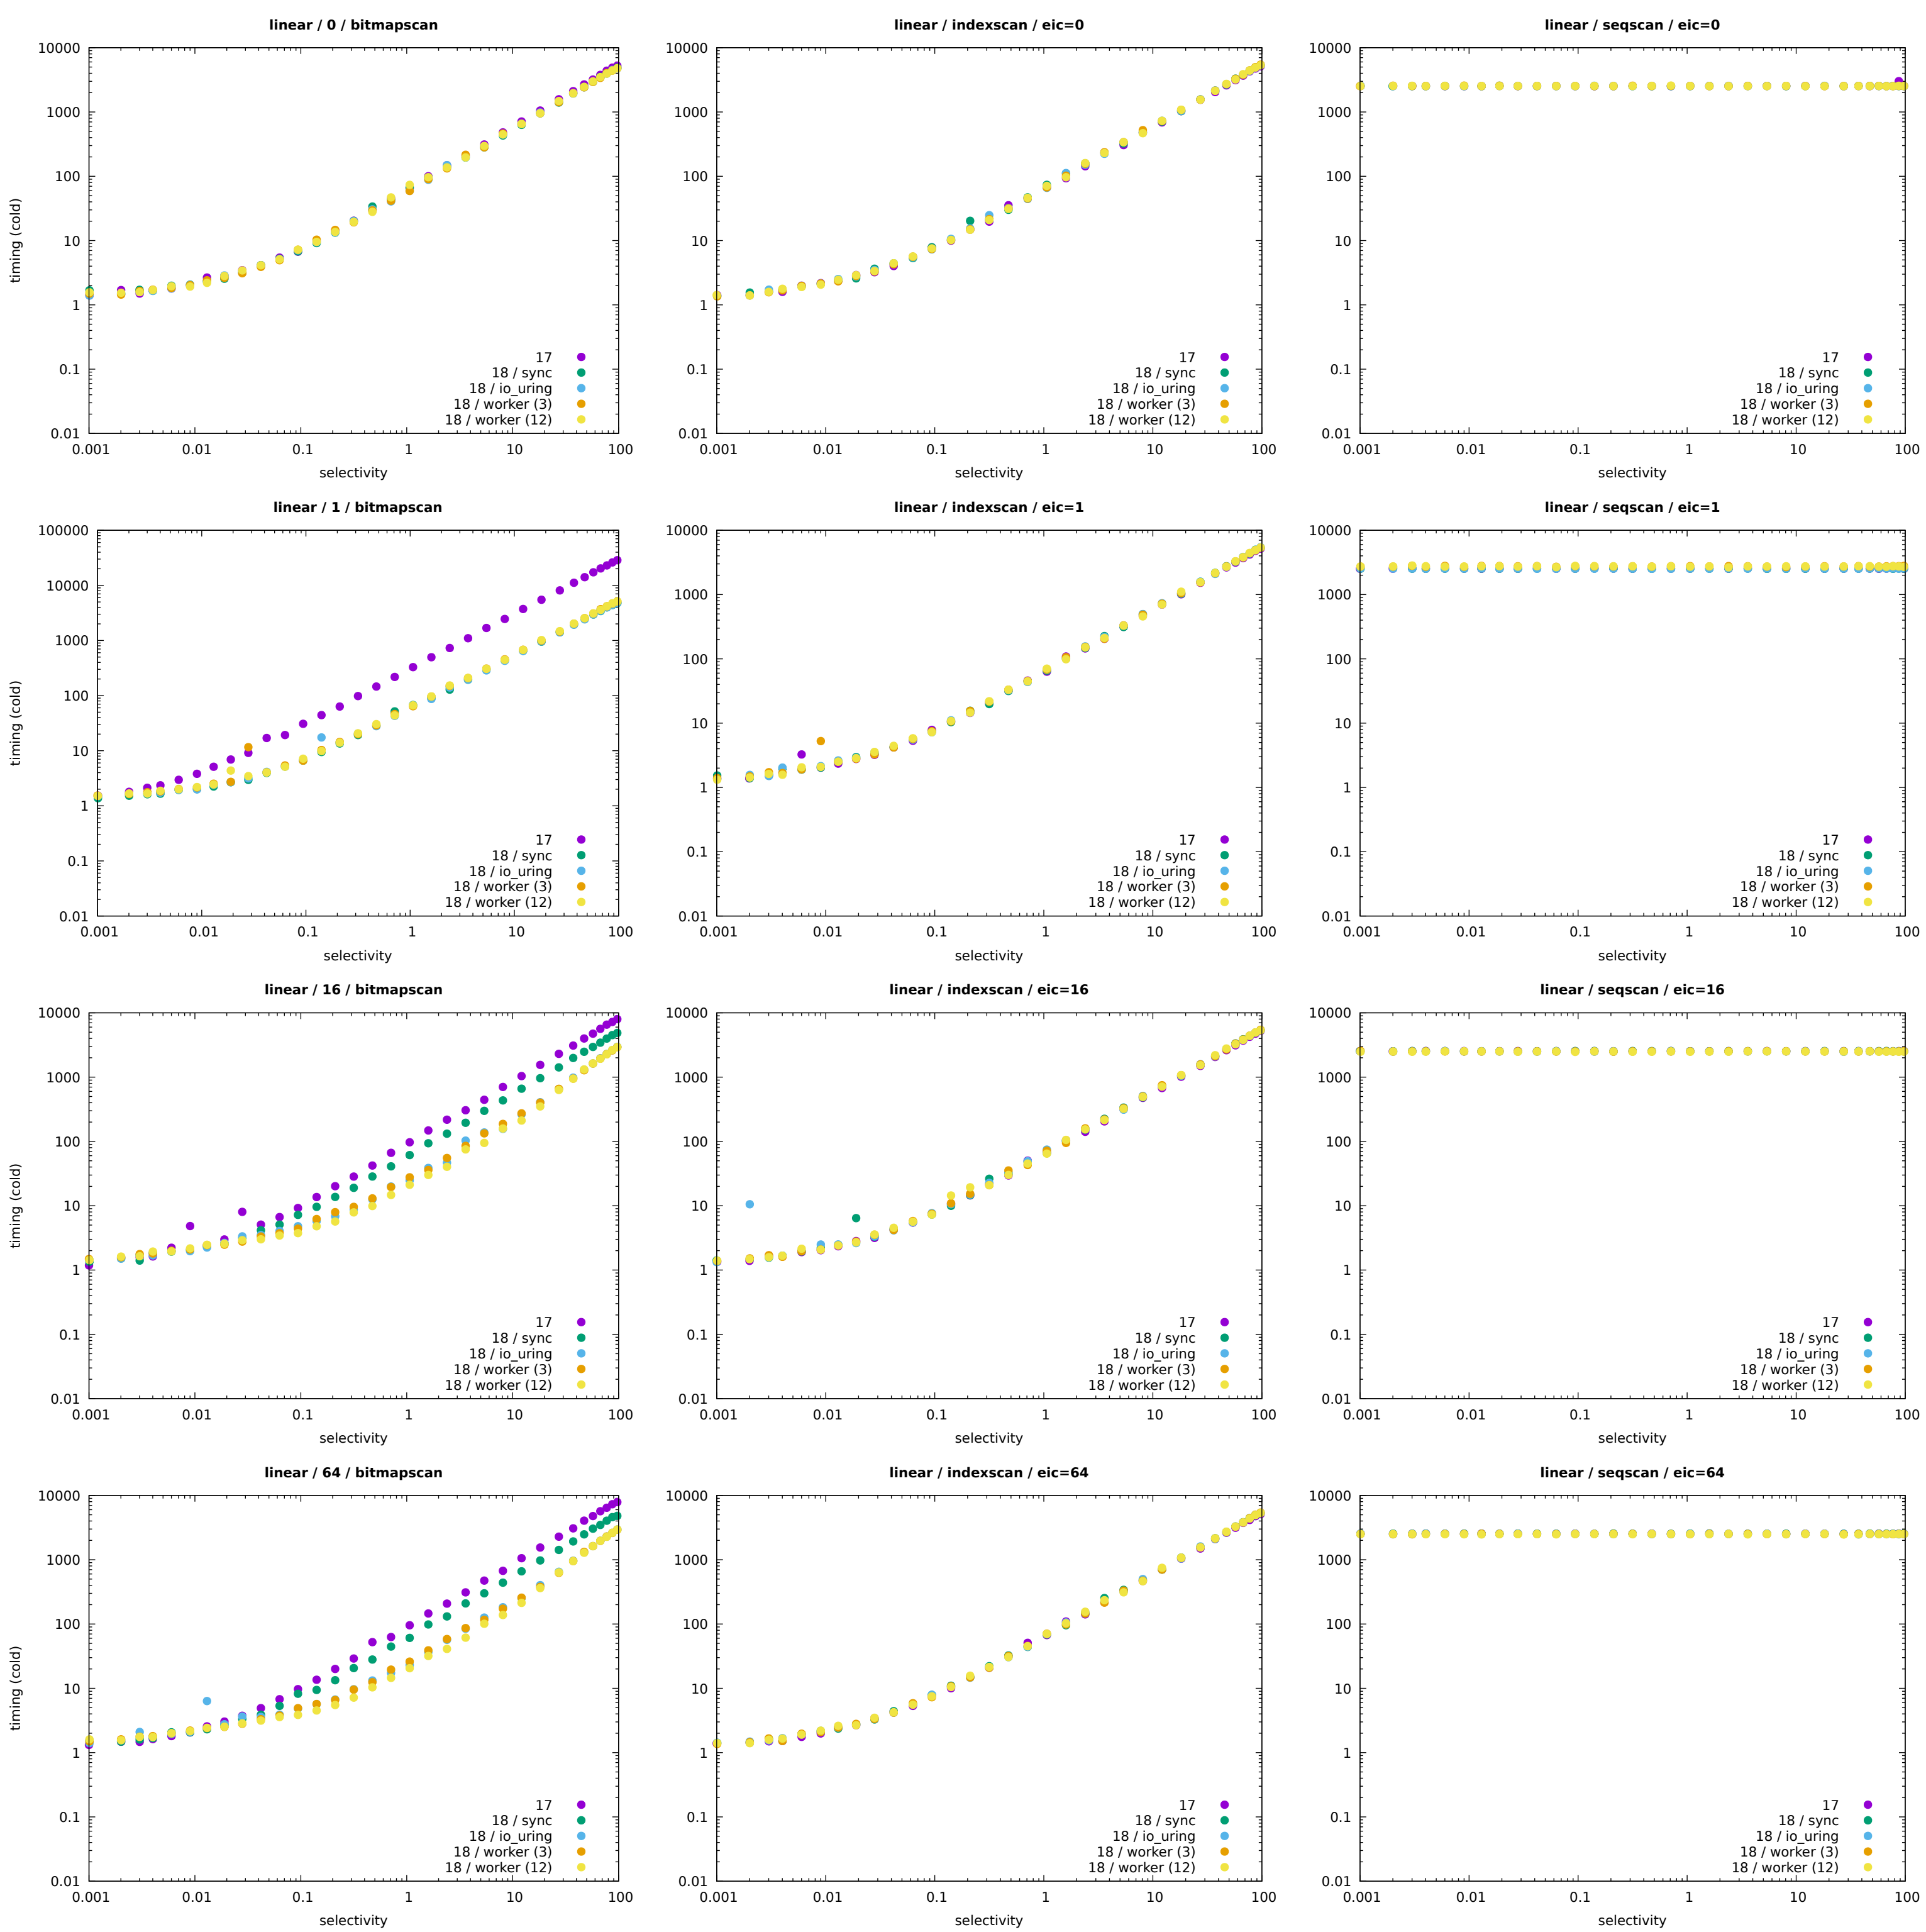 linear / 0 / bitmapscan
10000
1000
100
10
1
0.1
0.01
timing (cold)
17
18 / sync
18 / io_uring
18 / worker (3)
18 / worker (12)
0.001 0.01 0.1 1 10 100
selectivity
linear / indexscan / eic=0
10000
1000
100
10
1
0.1
0.01
17
18 / sync
18 / io_uring
18 / worker (3)
18 / worker (12)
0.001 0.01 0.1 1 10 100
selectivity
linear / seqscan / eic=0
10000
1000
100
10
1
0.1
0.01
17
18 / sync
18 / io_uring
18 / worker (3)
18 / worker (12)
0.001 0.01 0.1 1 10 100
selectivity
linear / 1 / bitmapscan
100000
10000
1000
100
10
1
0.1
0.01
timing (cold)
17
18 / sync
18 / io_uring
18 / worker (3)
18 / worker (12)
0.001 0.01 0.1 1 10 100
selectivity
linear / indexscan / eic=1
10000
1000
100
10
1
0.1
0.01
17
18 / sync
18 / io_uring
18 / worker (3)
18 / worker (12)
0.001 0.01 0.1 1 10 100
selectivity
linear / seqscan / eic=1
10000
1000
100
10
1
0.1
0.01
17
18 / sync
18 / io_uring
18 / worker (3)
18 / worker (12)
0.001 0.01 0.1 1 10 100
selectivity
linear / 16 / bitmapscan
10000
1000
100
10
1
0.1
0.01
timing (cold)
17
18 / sync
18 / io_uring
18 / worker (3)
18 / worker (12)
0.001 0.01 0.1 1 10 100
selectivity
linear / indexscan / eic=16
10000
1000
100
10
1
0.1
0.01
17
18 / sync
18 / io_uring
18 / worker (3)
18 / worker (12)
0.001 0.01 0.1 1 10 100
selectivity
linear / seqscan / eic=16
10000
1000
100
10
1
0.1
0.01
17
18 / sync
18 / io_uring
18 / worker (3)
18 / worker (12)
0.001 0.01 0.1 1 10 100
selectivity
linear / 64 / bitmapscan
10000
1000
100
10
1
0.1
0.01
timing (cold)
17
18 / sync
18 / io_uring
18 / worker (3)
18 / worker (12)
0.001 0.01 0.1 1 10 100
selectivity
linear / indexscan / eic=64
10000
1000
100
10
1
0.1
0.01
17
18 / sync
18 / io_uring
18 / worker (3)
18 / worker (12)
0.001 0.01 0.1 1 10 100
selectivity
linear / seqscan / eic=64
10000
1000
100
10
1
0.1
0.01
17
18 / sync
18 / io_uring
18 / worker (3)
18 / worker (12)
0.001 0.01 0.1 1 10 100
selectivity